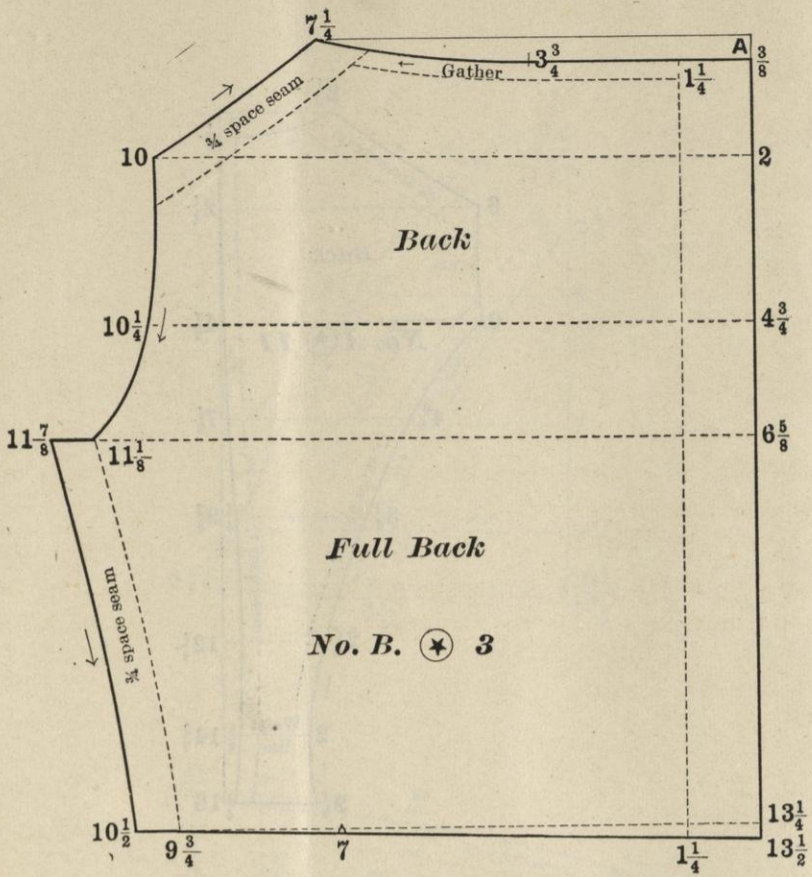 7 1/4
A 3/8
3 3/4
← Gather
1 1/4
¾ space seam
10 2
Back
10 1/4 4 3/4
11 7/8 11 1/8 6 5/8
Full Back
¾ space seam
No. B. ★ 3
13 1/4
10 1/2 9 3/4 7 1 1/4 13 1/2